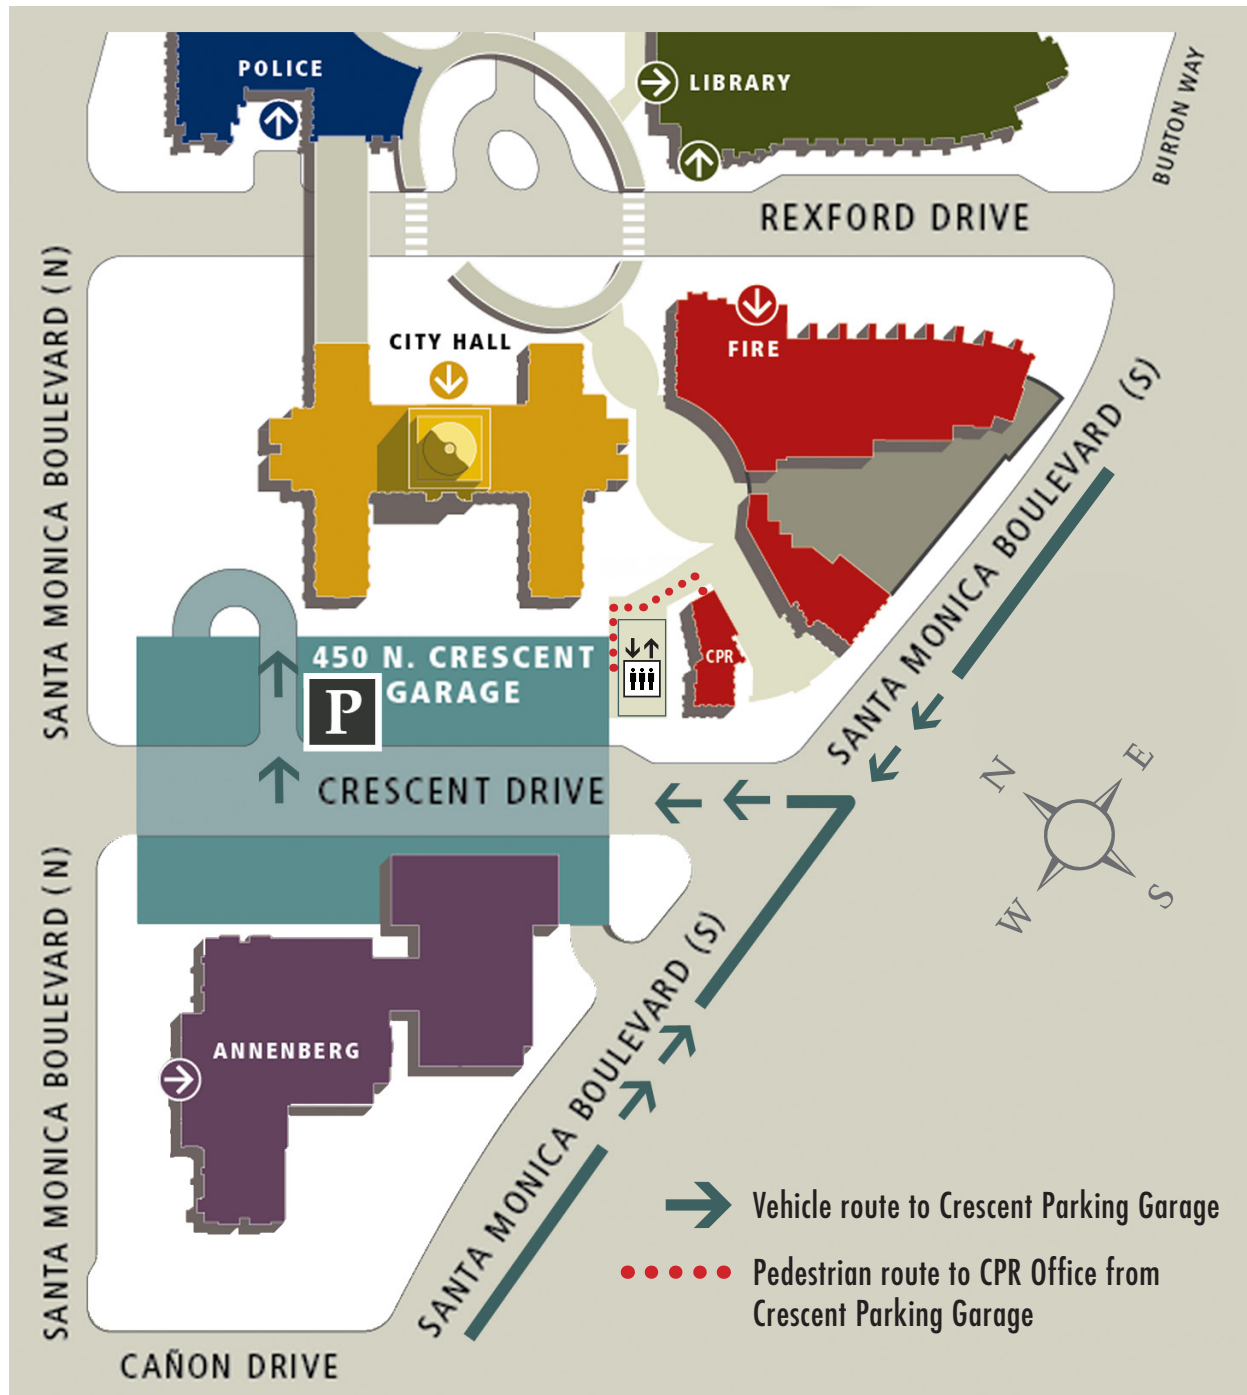 POLICE
LIBRARY
BURTON WAY
REXFORD DRIVE
SANTA MONICA BOULEVARD (N)
CITY HALL
FIRE
SANTA MONICA BOULEVARD (S)
450 N. CRESCENT
GARAGE
P
CPR
CRESCENT DRIVE
N
E
W
S
SANTA MONICA BOULEVARD (N)
ANNENBERG
SANTA MONICA BOULEVARD (S)
Vehicle route to Crescent Parking Garage
Pedestrian route to CPR Office from
Crescent Parking Garage
CAÑON DRIVE